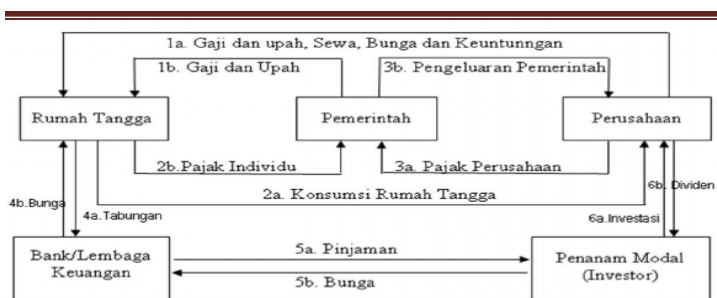 1a. Gaji dan upah, Sewa, Bunga dan Keuntunngan
1b. Gaji dan Upah
3b. Pengeluaran Pemerintah
Rumah Tangga
Pemerintah
Perusahaan
2b.Pajak Individu
3a. Pajak Perusahaan
2a. Konsumsi Rumah Tangga
6b. Dividen
4b.Bunga
4a.Tabungan
6a.Investasi
Bank/Lembaga
Keuangan
5a. Pinjaman
5b. Bunga
Penanam Modal
(Investor)